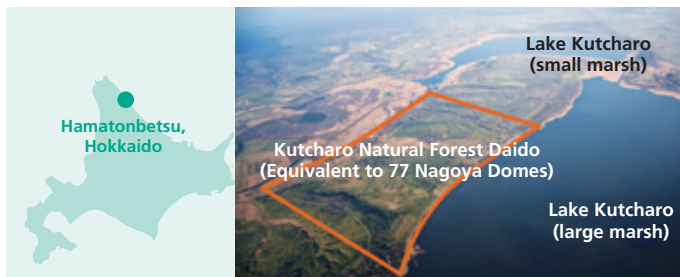 Hamatonbetsu,
Hokkaido
Lake Kutcharo
(small marsh)
Kutcharo Natural Forest Daido
(Equivalent to 77 Nagoya Domes)
Lake Kutcharo
(large marsh)